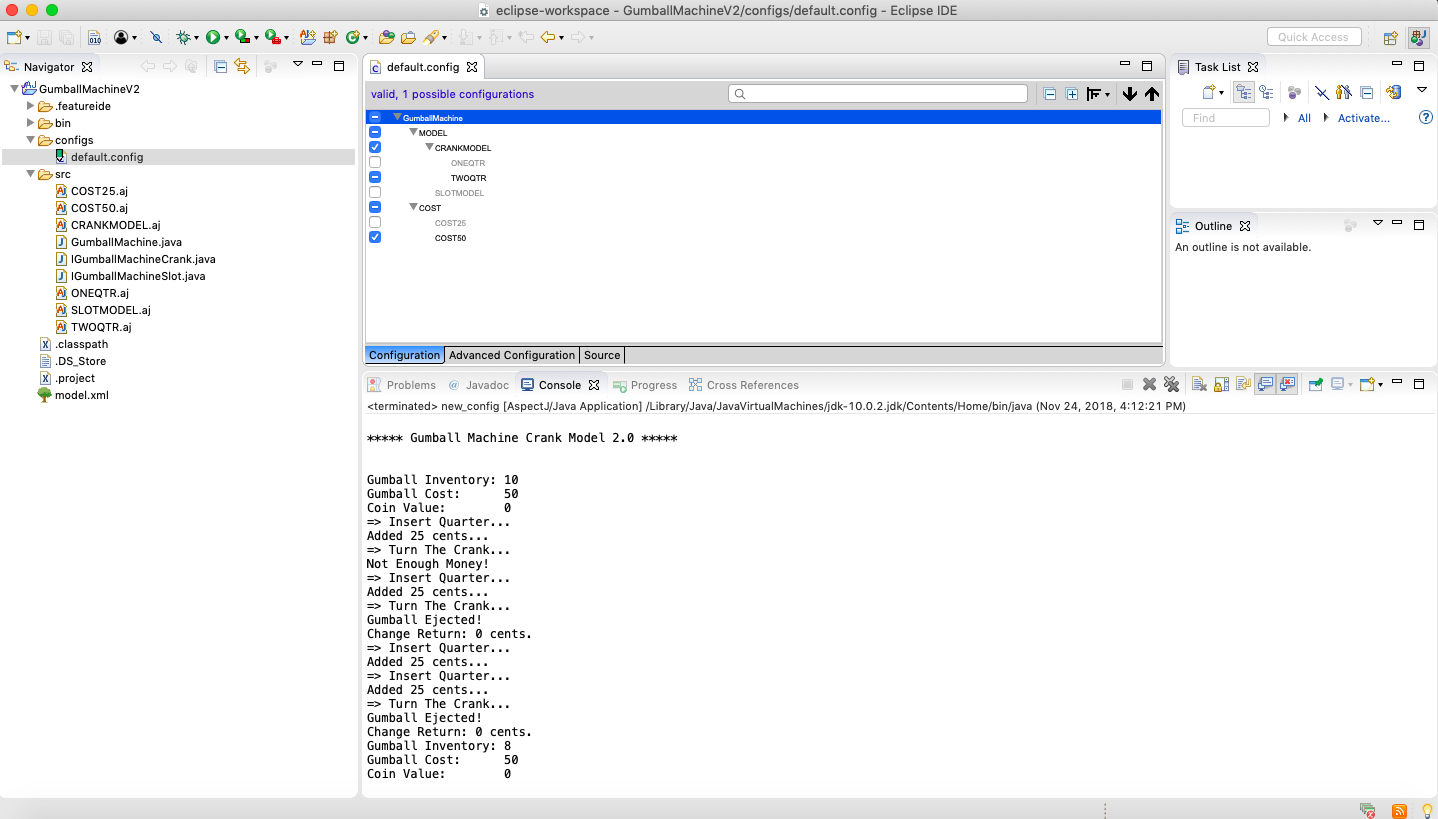 eclipse-workspace - GumballMachineV2/configs/default.config - Eclipse IDE
Quick Access
Navigator
GumballMachineV2
.featureide
bin
configs
default.config
src
COST25.aj
COST50.aj
CRANKMODEL.aj
GumballMachine.java
IGumballMachineCrank.java
IGumballMachineSlot.java
ONEQTR.aj
SLOTMODEL.aj
TWOQTR.aj
.classpath
.DS_Store
.project
model.xml
default.config
valid, 1 possible configurations
GumballMachine
MODEL
CRANKMODEL
ONEQTR
TWOQTR
SLOTMODEL
COST
COST25
COST50
Configuration Advanced Configuration Source
Task List
Find All Activate...
Outline
An outline is not available.
Problems @ Javadoc Console Progress Cross References
<terminated> new_config [AspectJ/Java Application] /Library/Java/JavaVirtualMachines/jdk-10.0.2.jdk/Contents/Home/bin/java (Nov 24, 2018, 4:12:21 PM)
***** Gumball Machine Crank Model 2.0 *****
Gumball Inventory: 10
Gumball Cost: 50
Coin Value: 0
=> Insert Quarter...
Added 25 cents...
=> Turn The Crank...
Not Enough Money!
=> Insert Quarter...
Added 25 cents...
=> Turn The Crank...
Gumball Ejected!
Change Return: 0 cents.
=> Insert Quarter...
Added 25 cents...
=> Insert Quarter...
Added 25 cents...
=> Turn The Crank...
Gumball Ejected!
Change Return: 0 cents.
Gumball Inventory: 8
Gumball Cost: 50
Coin Value: 0